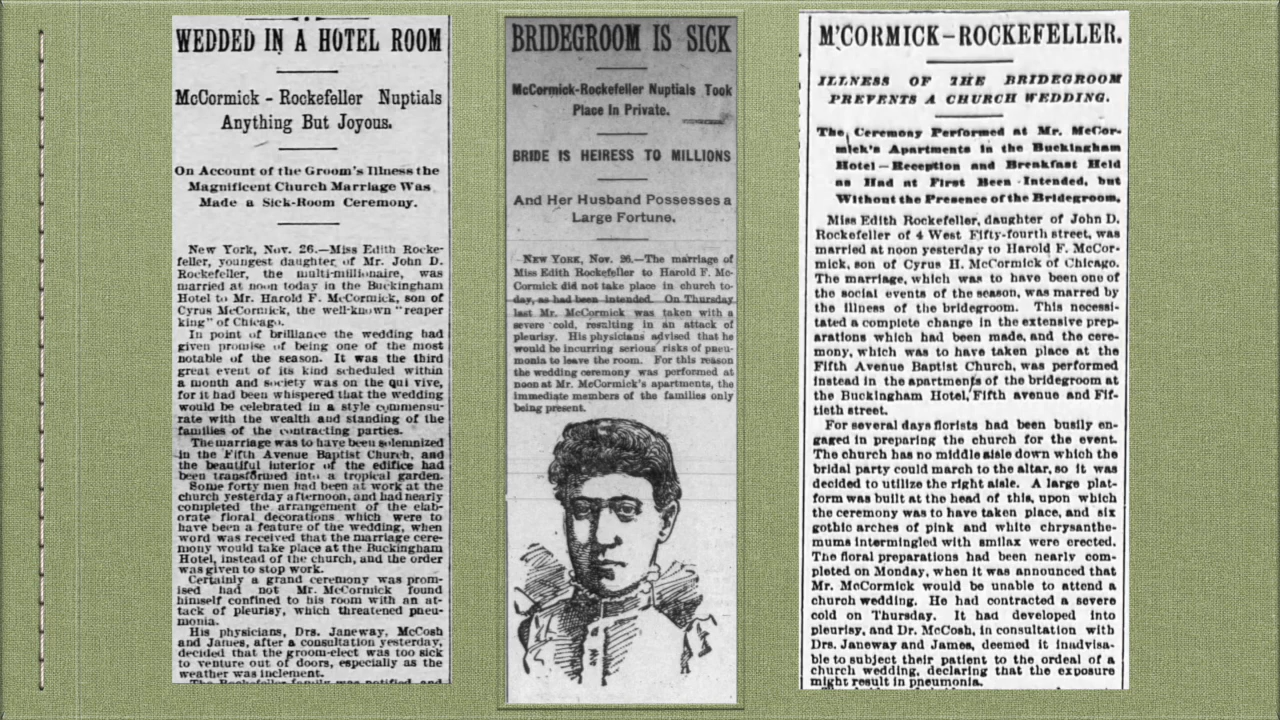 WEDDED IN A HOTEL ROOM
McCormick - Rockefeller Nuptials
Anything But Joyous.
On Account of the Groom's Illness the
Magnificent Church Marriage Was
Made a Sick-Room Ceremony.
New York, Nov. 26.—Miss Edith Rocke-
feller, youngest daughter of Mr. John D.
Rockefeller, the multi-millionaire, was
married at noon today in the Buckingham
Hotel to Mr. Harold F. McCormick, son of
Cyrus McCormick, the well-known "reaper
king" of Chicago.
In point of brilliance the wedding had
given promise of being one of the most
notable of the season. It was the third
great event of its kind scheduled within
a month and society was on the qui vive,
for it had been whispered that the wedding
would be celebrated in a style commensu-
rate with the wealth and standing of the
families of the contracting parties.
The marriage was to have been solemnized
in the Fifth Avenue Baptist Church, and
the beautiful interior of the edifice had
been transformed into a tropical garden.
Some forty men had been at work at the
church yesterday afternoon, and had nearly
completed the arrangement of the elab-
orate floral decorations which were to
have been a feature of the wedding, when
word was received that the marriage cere-
mony would take place at the Buckingham
Hotel, instead of the church, and the order
was given to stop work.
Certainly a grand ceremony was prom-
ised had not Mr. McCormick found
himself confined to his room with an at-
tack of pleurisy, which threatened pneu-
monia.
His physicians, Drs. Janeway, McCosh
and James, after a consultation yesterday,
decided that the groom-elect was too sick
to venture out of doors, especially as the
weather was inclement.
The Rockefeller family was notified, and
BRIDEGROOM IS SICK
McCormick-Rockefeller Nuptials Took
Place In Private.
BRIDE IS HEIRESS TO MILLIONS
And Her Husband Possesses a
Large Fortune.
NEW YORK, Nov. 26.—The marriage of
Miss Edith Rockefeller to Harold F. Mc-
Cormick did not take place in church to-
day, as had been intended. On Thursday
last Mr. McCormick was taken with a
severe cold, resulting in an attack of
pleurisy. His physicians advised that he
would be incurring serious risks of pneu-
monia to leave the room. For this reason
the wedding ceremony was performed at
noon at Mr. McCormick's apartments, the
immediate members of the families only
being present.
M'CORMICK—ROCKEFELLER.
ILLNESS OF THE BRIDEGROOM
PREVENTS A CHURCH WEDDING.
The Ceremony Performed at Mr. McCor-
mick's Apartments in the Buckingham
Hotel—Reception and Breakfast Held
as Had at First Been Intended, but
Without the Presence of the Bridegroom.
Miss Edith Rockefeller, daughter of John D.
Rockefeller of 4 West Fifty-fourth street, was
married at noon yesterday to Harold F. McCor-
mick, son of Cyrus H. McCormick of Chicago.
The marriage, which was to have been one of
the social events of the season, was marred by
the illness of the bridegroom. This necessi-
tated a complete change in the extensive prep-
arations which had been made, and the cere-
mony, which was to have taken place at the
Fifth Avenue Baptist Church, was performed
instead in the apartments of the bridegroom at
the Buckingham Hotel, Fifth avenue and Fif-
tieth street.
For several days florists had been busily en-
gaged in preparing the church for the event.
The church has no middle aisle down which the
bridal party could march to the altar, so it was
decided to utilize the right aisle. A large plat-
form was built at the head of this, upon which
the ceremony was to have taken place, and six
gothic arches of pink and white chrysanthe-
mums intermingled with smilax were erected.
The floral preparations had been nearly com-
pleted on Monday, when it was announced that
Mr. McCormick would be unable to attend a
church wedding. He had contracted a severe
cold on Thursday. It had developed into
pleurisy, and Dr. McCosh, in consultation with
Drs. Janeway and James, deemed it inadvisa-
ble to subject their patient to the ordeal of a
church wedding, declaring that the exposure
might result in pneumonia.